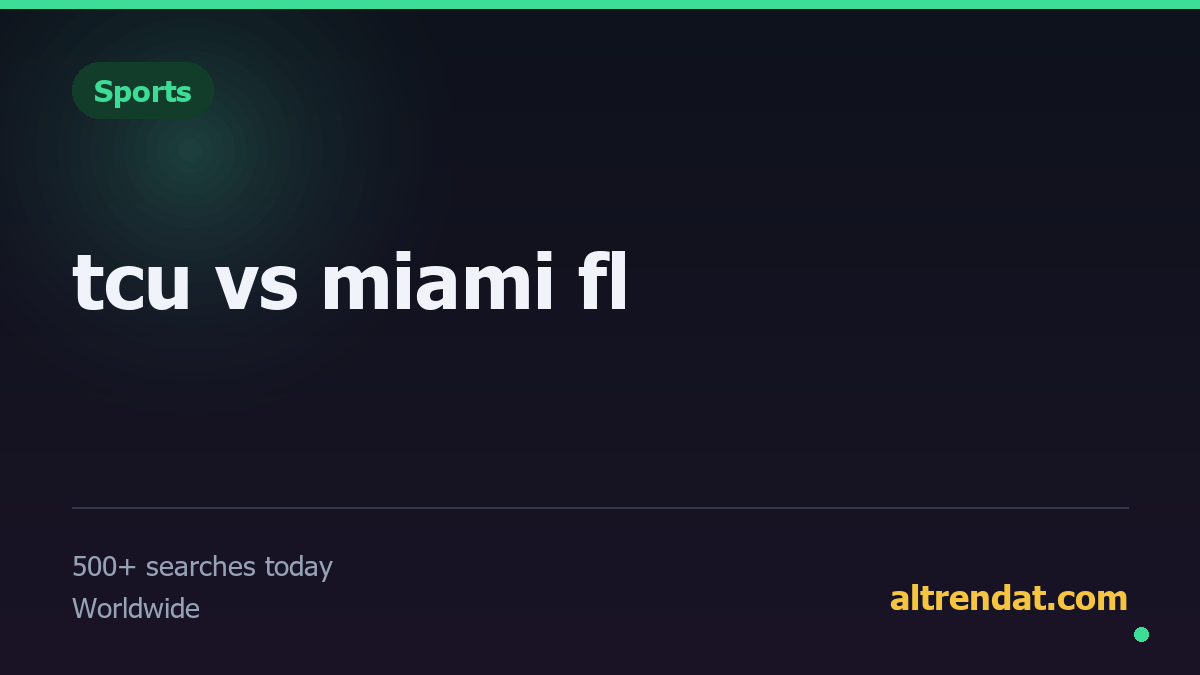 Sports
tcu vs miami fl
500+ searches today
Worldwide
altrendat.com